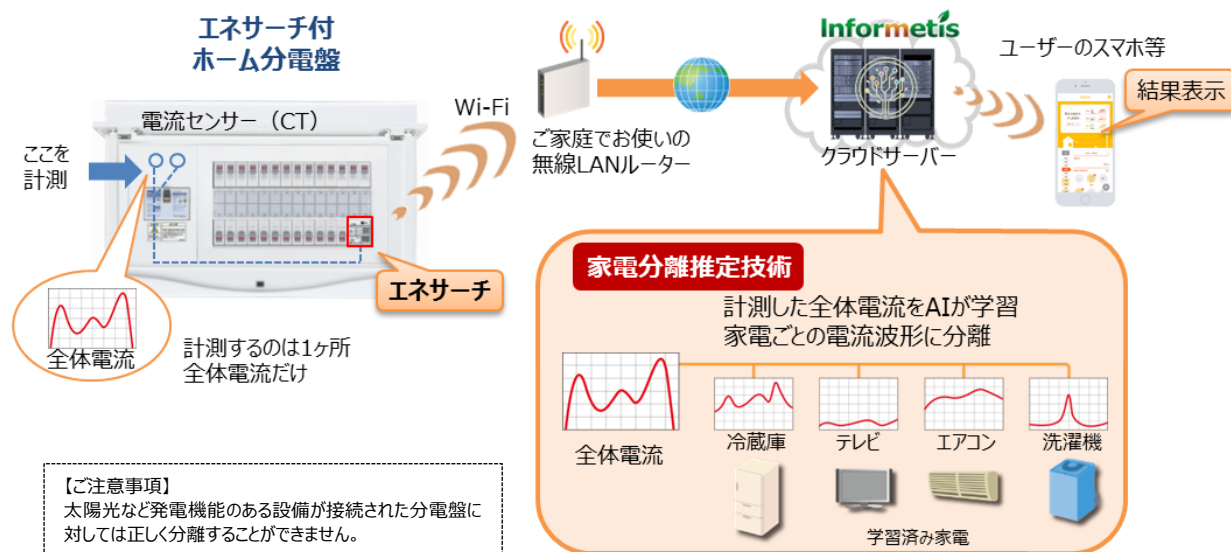 エネサーチ付
ホーム分電盤
電流センサー（CT）
ここを
計測
Wi-Fi
ご家庭でお使いの
無線LANルーター
Informetis
クラウドサーバー
ユーザーのスマホ等
結果表示
エネサーチ
全体電流
計測するのは1ヶ所
全体電流だけ
家電分離推定技術
計測した全体電流をAIが学習
家電ごとの電流波形に分離
全体電流
冷蔵庫
テレビ
エアコン
洗濯機
学習済み家電
【ご注意事項】
太陽光など発電機能のある設備が接続された分電盤に
対しては正しく分離することができません。